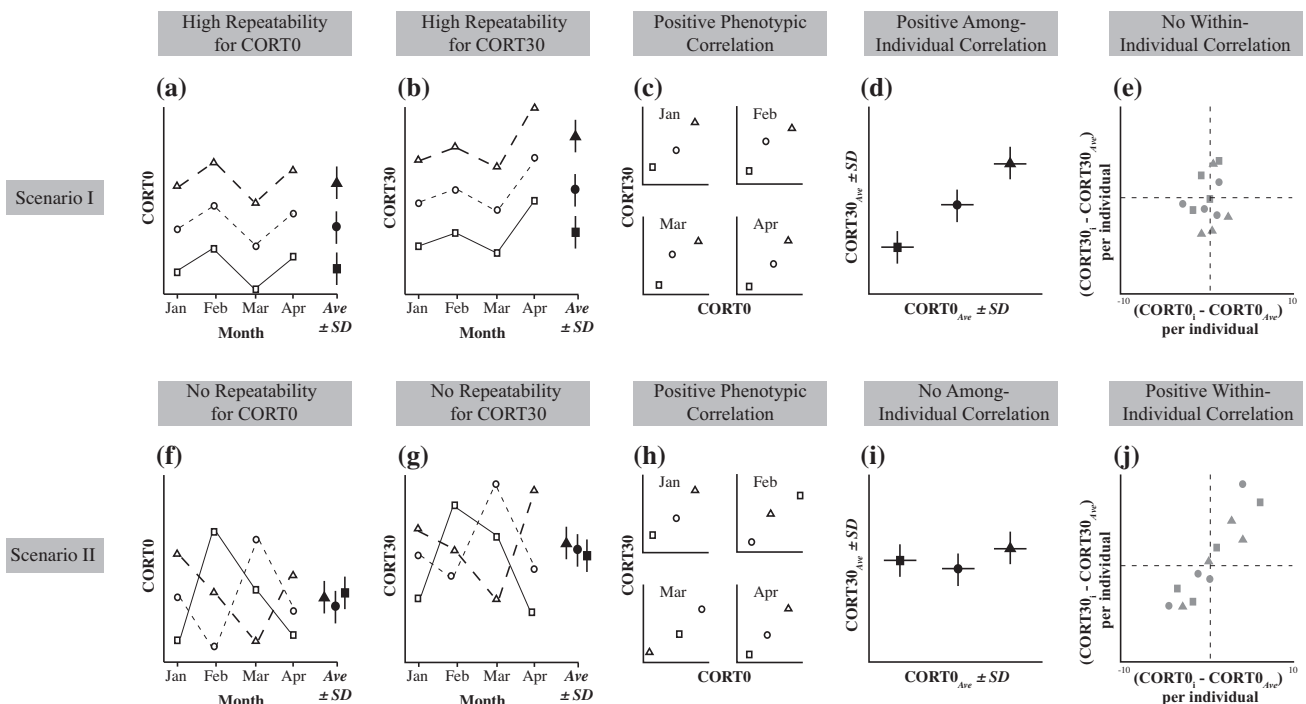 High Repeatability
for CORT0
High Repeatability
for CORT30
Positive Phenotypic
Correlation
Positive Among-
Individual Correlation
No Within-
Individual Correlation
Scenario I
(a)
CORT0
Jan Feb Mar Apr Ave
± SD
Month
(b)
CORT30
Jan Feb Mar Apr Ave
± SD
Month
(c)
CORT30
Jan
Feb
Mar
Apr
CORT0
(d)
CORT30Ave ± SD
CORT0Ave ± SD
(e)
(CORT30i - CORT30Ave)
per individual
-10
10
(CORT0i - CORT0Ave)
per individual
No Repeatability
for CORT0
No Repeatability
for CORT30
Positive Phenotypic
Correlation
No Among-
Individual Correlation
Positive Within-
Individual Correlation
Scenario II
(f)
CORT0
Jan Feb Mar Apr Ave
± SD
Month
(g)
CORT30
Jan Feb Mar Apr Ave
± SD
Month
(h)
CORT30
Jan
Feb
Mar
Apr
CORT0
(i)
CORT30Ave ± SD
CORT0Ave ± SD
(j)
(CORT30i - CORT30Ave)
per individual
-10
10
(CORT0i - CORT0Ave)
per individual